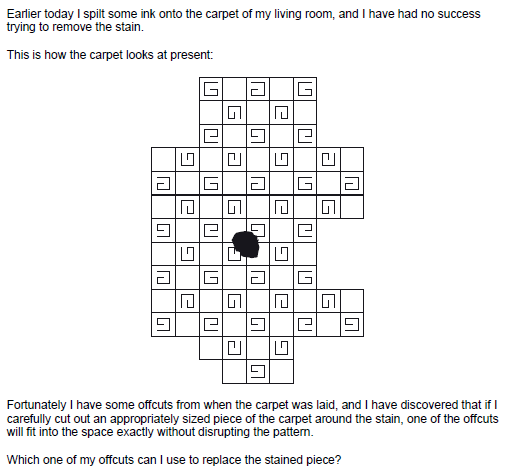 Earlier today I spilt some ink onto the carpet of my living room, and I have had no success
trying to remove the stain.
This is how the carpet looks at present:
Fortunately I have some offcuts from when the carpet was laid, and I have discovered that if I
carefully cut out an appropriately sized piece of the carpet around the stain, one of the offcuts
will fit into the space exactly without disrupting the pattern.
Which one of my offcuts can I use to replace the stained piece?